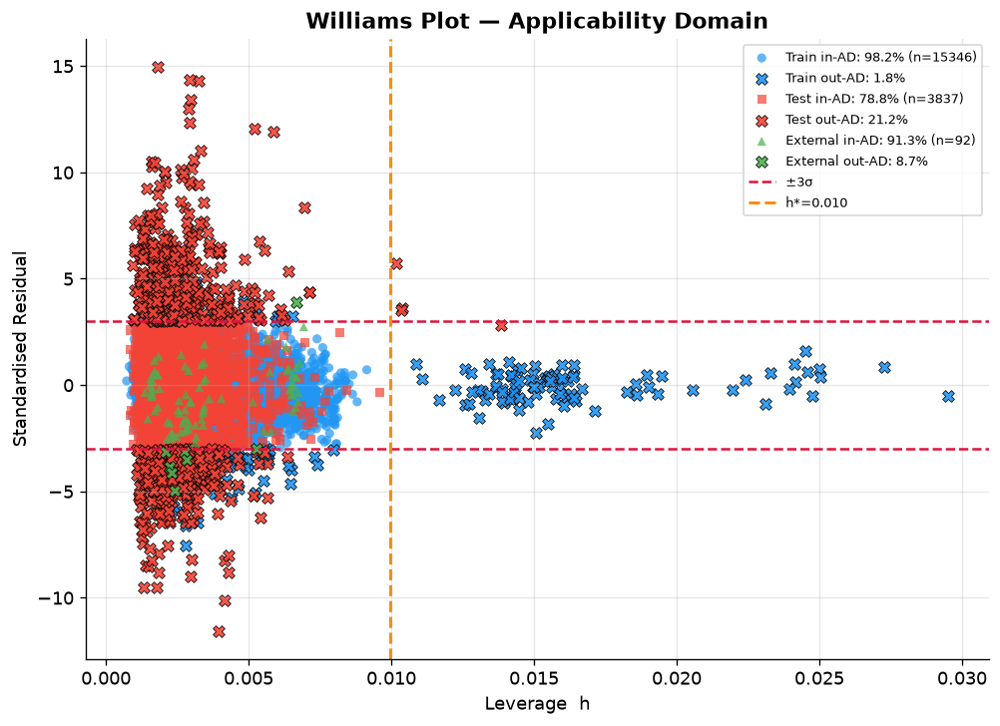 Williams Plot — Applicability Domain
Train in-AD: 98.2% (n=15346)
Train out-AD: 1.8%
Test in-AD: 78.8% (n=3837)
Test out-AD: 21.2%
External in-AD: 91.3% (n=92)
External out-AD: 8.7%
±3σ
h*=0.010
Standardised Residual
15
10
5
0
−5
−10
0.000 0.005 0.010 0.015 0.020 0.025 0.030
Leverage h